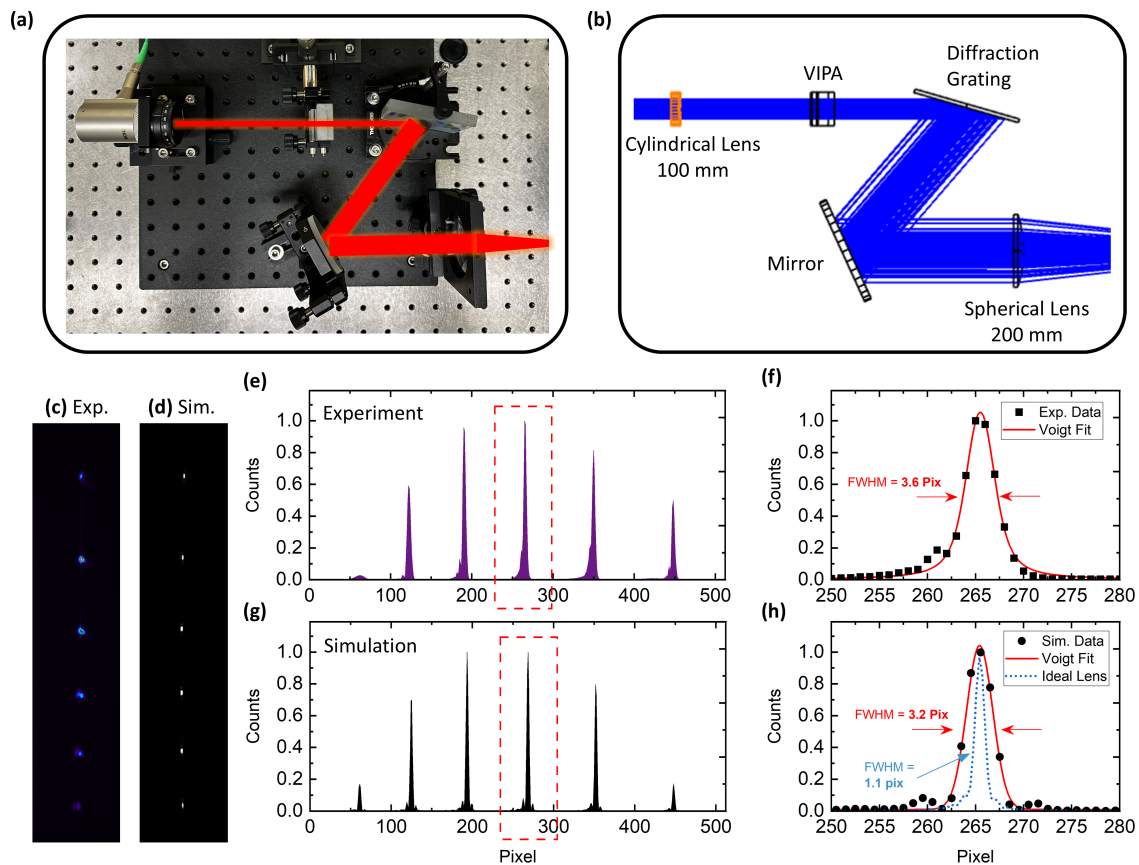 (a)
(b)
Diffraction
Grating
VIPA
Cylindrical Lens
100 mm
Mirror
Spherical Lens
200 mm
(c) Exp.
(d) Sim.
(e)
Experiment
Counts
1.0
0.8
0.6
0.4
0.2
0.0
0 100 200 300 400 500
(f)
Exp. Data
Voigt Fit
FWHM = 3.6 Pix
Counts
1.0
0.8
0.6
0.4
0.2
0.0
250 255 260 265 270 275 280
(g)
Simulation
Counts
1.0
0.8
0.6
0.4
0.2
0.0
0 100 200 300 400 500
Pixel
(h)
Sim. Data
Voigt Fit
Ideal Lens
FWHM = 3.2 Pix
FWHM =
1.1 pix
Counts
1.0
0.8
0.6
0.4
0.2
0.0
250 255 260 265 270 275 280
Pixel